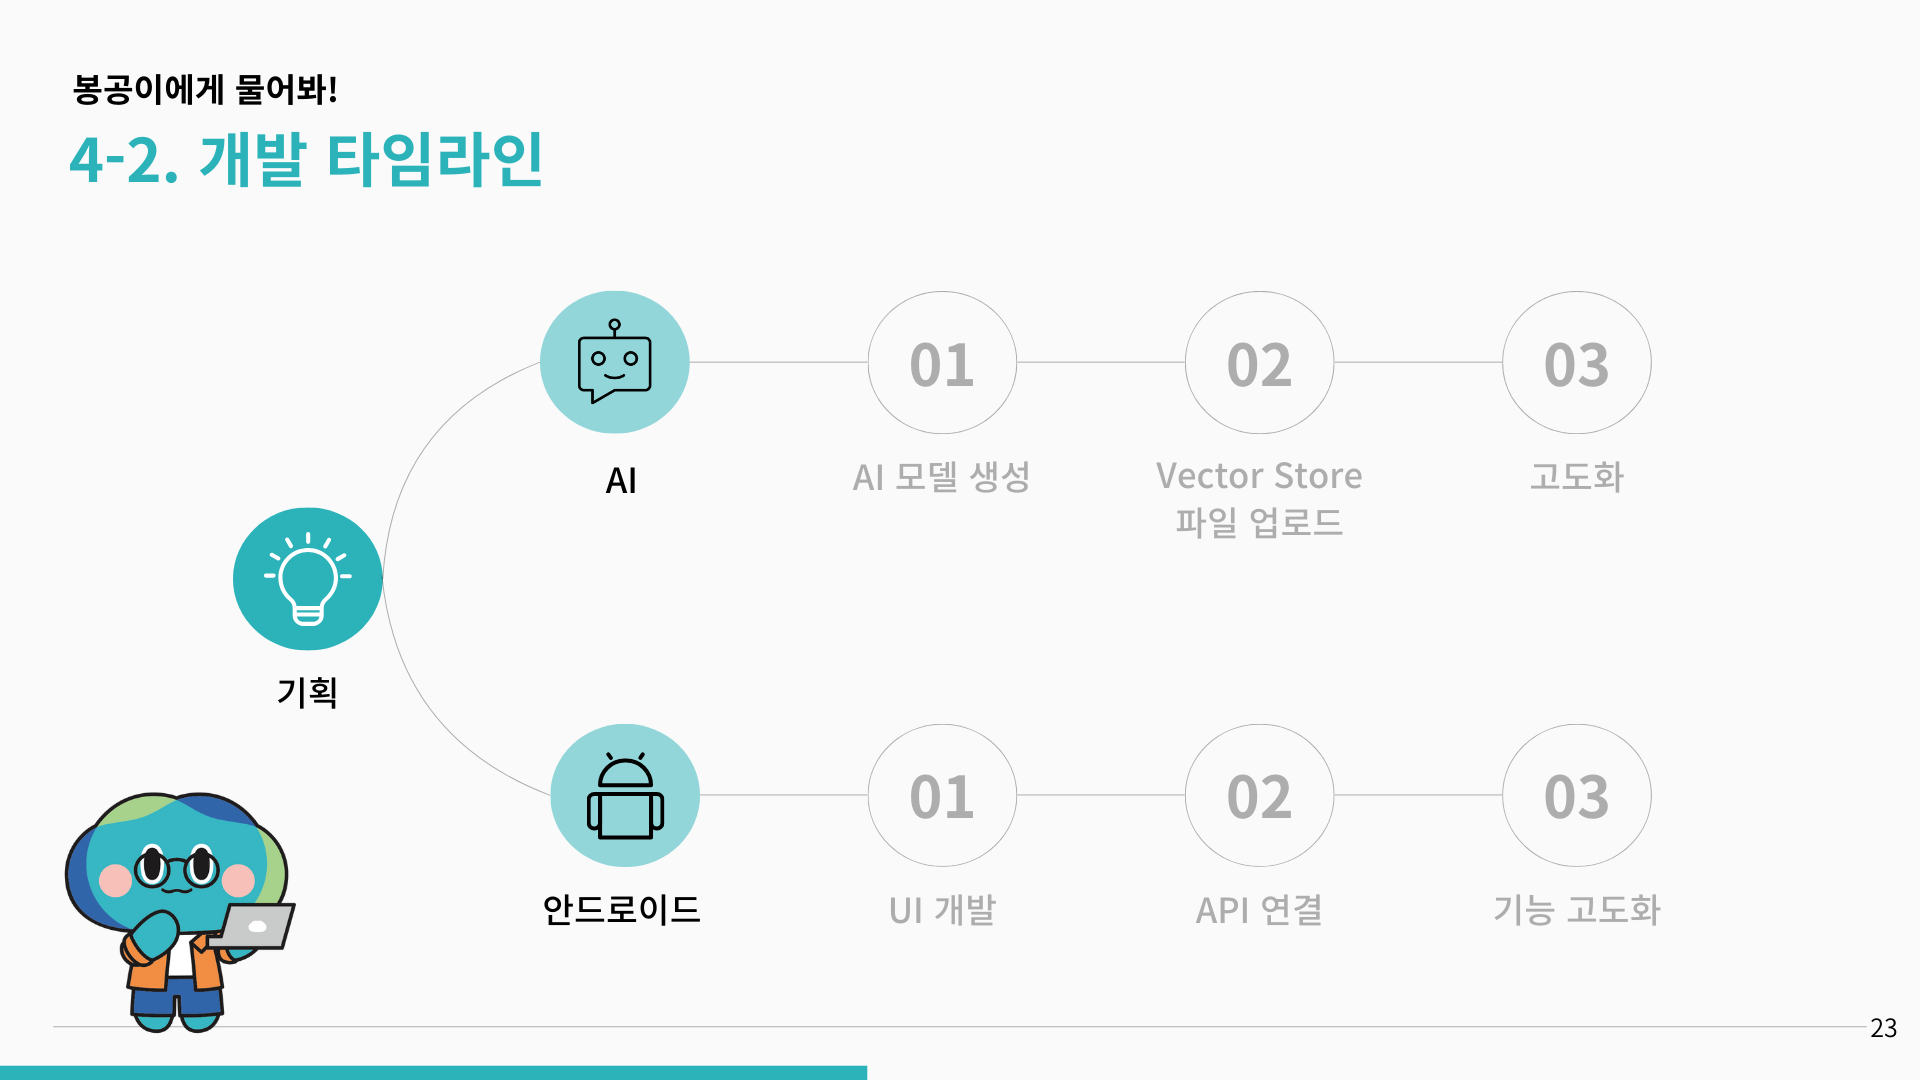 봉공이에게 물어봐!
4-2. 개발 타임라인
01
02
03
AI
AI 모델 생성
Vector Store
파일 업로드
고도화
기획
01
02
03
안드로이드
UI 개발
API 연결
기능 고도화
23